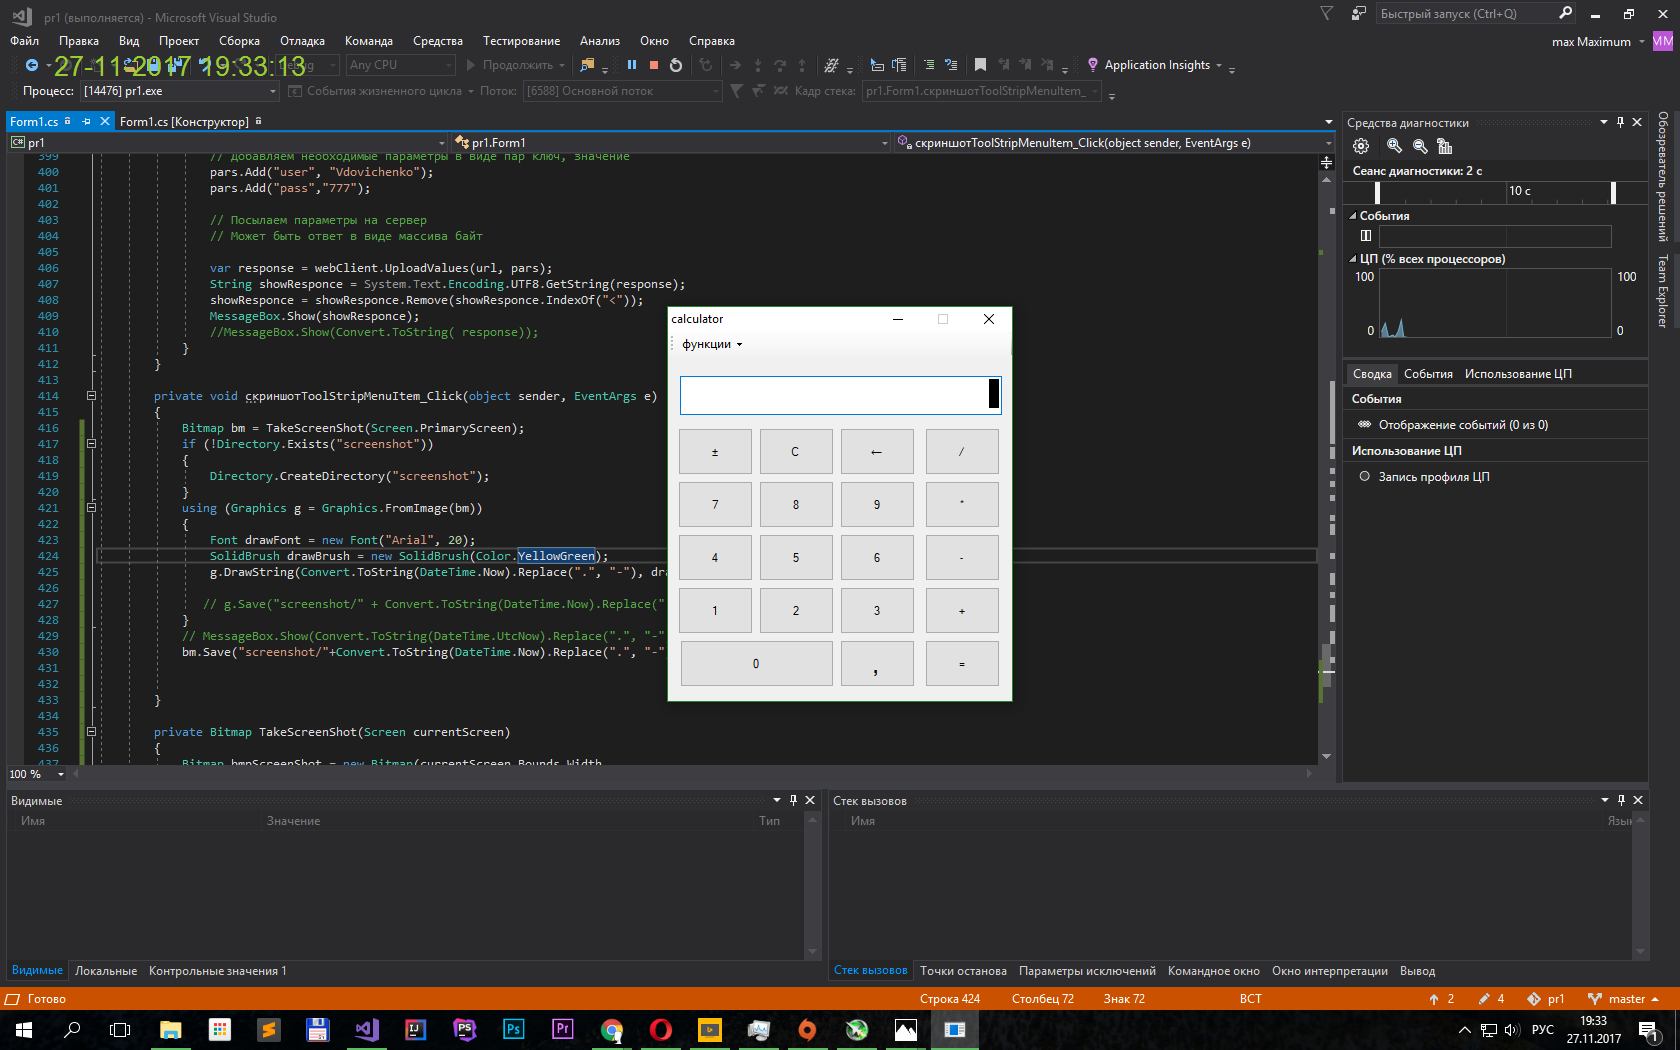 pr1 (выполняется) - Microsoft Visual Studio
Быстрый запуск (Ctrl+Q)
Файл Правка Вид Проект Сборка Отладка Команда Средства Тестирование Анализ Окно Справка
max Maximum MM
27-11-2017 19:33:13
Any CPU Продолжить Application Insights
Процесс: [14476] pr1.exe События жизненного цикла Поток: [6588] Основной поток Кадр стека: pr1.Form1.скриншотToolStripMenuItem_
Form1.cs Form1.cs [Конструктор]
C# pr1 pr1.Form1 скриншотToolStripMenuItem_Click(object sender, EventArgs e)
399 // Добавляем необходимые параметры в виде пар ключ, значение
400 pars.Add("user", "Vdovichenko");
401 pars.Add("pass","777");
402
403 // Посылаем параметры на сервер
404 // Может быть ответ в виде массива байт
405
406 var response = webClient.UploadValues(url, pars);
407 String showResponce = System.Text.Encoding.UTF8.GetString(response);
408 showResponce = showResponce.Remove(showResponce.IndexOf("<"));
409 MessageBox.Show(showResponce);
410 //MessageBox.Show(Convert.ToString( response));
411 }
412 }
413
414 private void скриншотToolStripMenuItem_Click(object sender, EventArgs e)
415 {
416 Bitmap bm = TakeScreenShot(Screen.PrimaryScreen);
417 if (!Directory.Exists("screenshot"))
418 {
419 Directory.CreateDirectory("screenshot");
420 }
421 using (Graphics g = Graphics.FromImage(bm))
422 {
423 Font drawFont = new Font("Arial", 20);
424 SolidBrush drawBrush = new SolidBrush(Color.YellowGreen);
425 g.DrawString(Convert.ToString(DateTime.Now).Replace(".", "-"), dra
426
427 // g.Save("screenshot/" + Convert.ToString(DateTime.Now).Replace("
428 }
429 // MessageBox.Show(Convert.ToString(DateTime.UtcNow).Replace(".", "-"
430 bm.Save("screenshot/"+Convert.ToString(DateTime.Now).Replace(".", "-"
431
432
433 }
434
435 private Bitmap TakeScreenShot(Screen currentScreen)
436 {
437 Bitmap bmpScreenShot = new Bitmap(currentScreen.Bounds.Width,
100 %
calculator
функции
± C ← /
7 8 9 *
4 5 6 -
1 2 3 +
0 , =
Средства диагностики
Сеанс диагностики: 2 с
10 с
События
ЦП (% всех процессоров)
100 100
0 0
Сводка События Использование ЦП
События
Отображение событий (0 из 0)
Использование ЦП
Запись профиля ЦП
Обозреватель решений
Team Explorer
Видимые
Имя Значение Тип
Стек вызовов
Имя Язык
Видимые Локальные Контрольные значения 1
Стек вызовов Точки останова Параметры исключений Командное окно Окно интерпретации Вывод
Готово Строка 424 Столбец 72 Знак 72 ВСТ 2 4 pr1 master
Ps Pr
РУС
19:33
27.11.2017
1